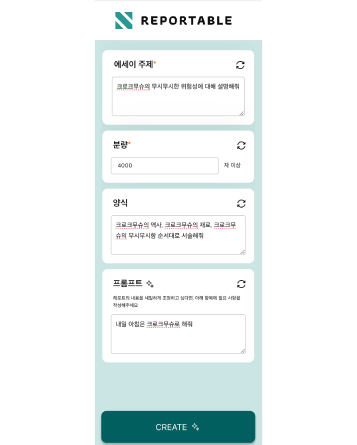 REPORTABLE
에세이 주제*
크로크무슈의 무시무시한 위험성에 대해 설명해줘
분량*
4000
자 이상
양식
크로크무슈의 역사, 크로크무슈의 재료, 크로크무
슈의 무시무시함 순서대로 서술해줘
프롬프트
레포트의 내용을 세밀하게 조정하고 싶다면, 아래 항목에 필요 사항을
작성해주세요
내일 아침은 크로크무슈로 해줘
CREATE